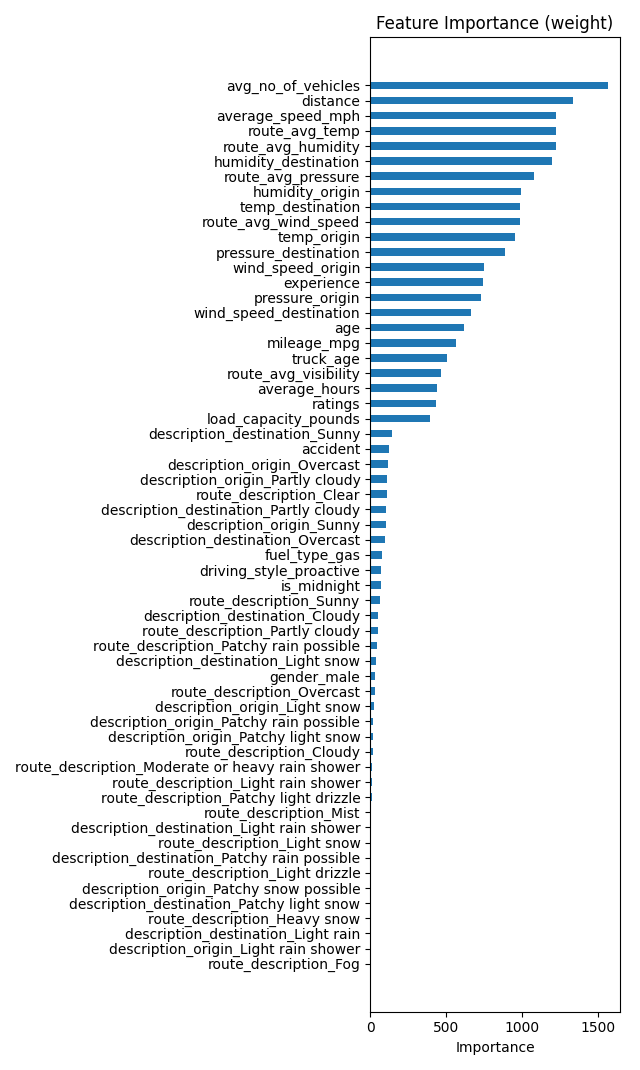 Feature Importance (weight)
avg_no_of_vehicles
distance
average_speed_mph
route_avg_temp
route_avg_humidity
humidity_destination
route_avg_pressure
humidity_origin
temp_destination
route_avg_wind_speed
temp_origin
pressure_destination
wind_speed_origin
experience
pressure_origin
wind_speed_destination
age
mileage_mpg
truck_age
route_avg_visibility
average_hours
ratings
load_capacity_pounds
description_destination_Sunny
accident
description_origin_Overcast
description_origin_Partly cloudy
route_description_Clear
description_destination_Partly cloudy
description_origin_Sunny
description_destination_Overcast
fuel_type_gas
driving_style_proactive
is_midnight
route_description_Sunny
description_destination_Cloudy
route_description_Partly cloudy
route_description_Patchy rain possible
description_destination_Light snow
gender_male
route_description_Overcast
description_origin_Light snow
description_origin_Patchy rain possible
description_origin_Patchy light snow
route_description_Cloudy
route_description_Moderate or heavy rain shower
route_description_Light rain shower
route_description_Patchy light drizzle
route_description_Mist
description_destination_Light rain shower
route_description_Light snow
description_destination_Patchy rain possible
route_description_Light drizzle
description_origin_Patchy snow possible
description_destination_Patchy light snow
route_description_Heavy snow
description_destination_Light rain
description_origin_Light rain shower
route_description_Fog
0 500 1000 1500
Importance